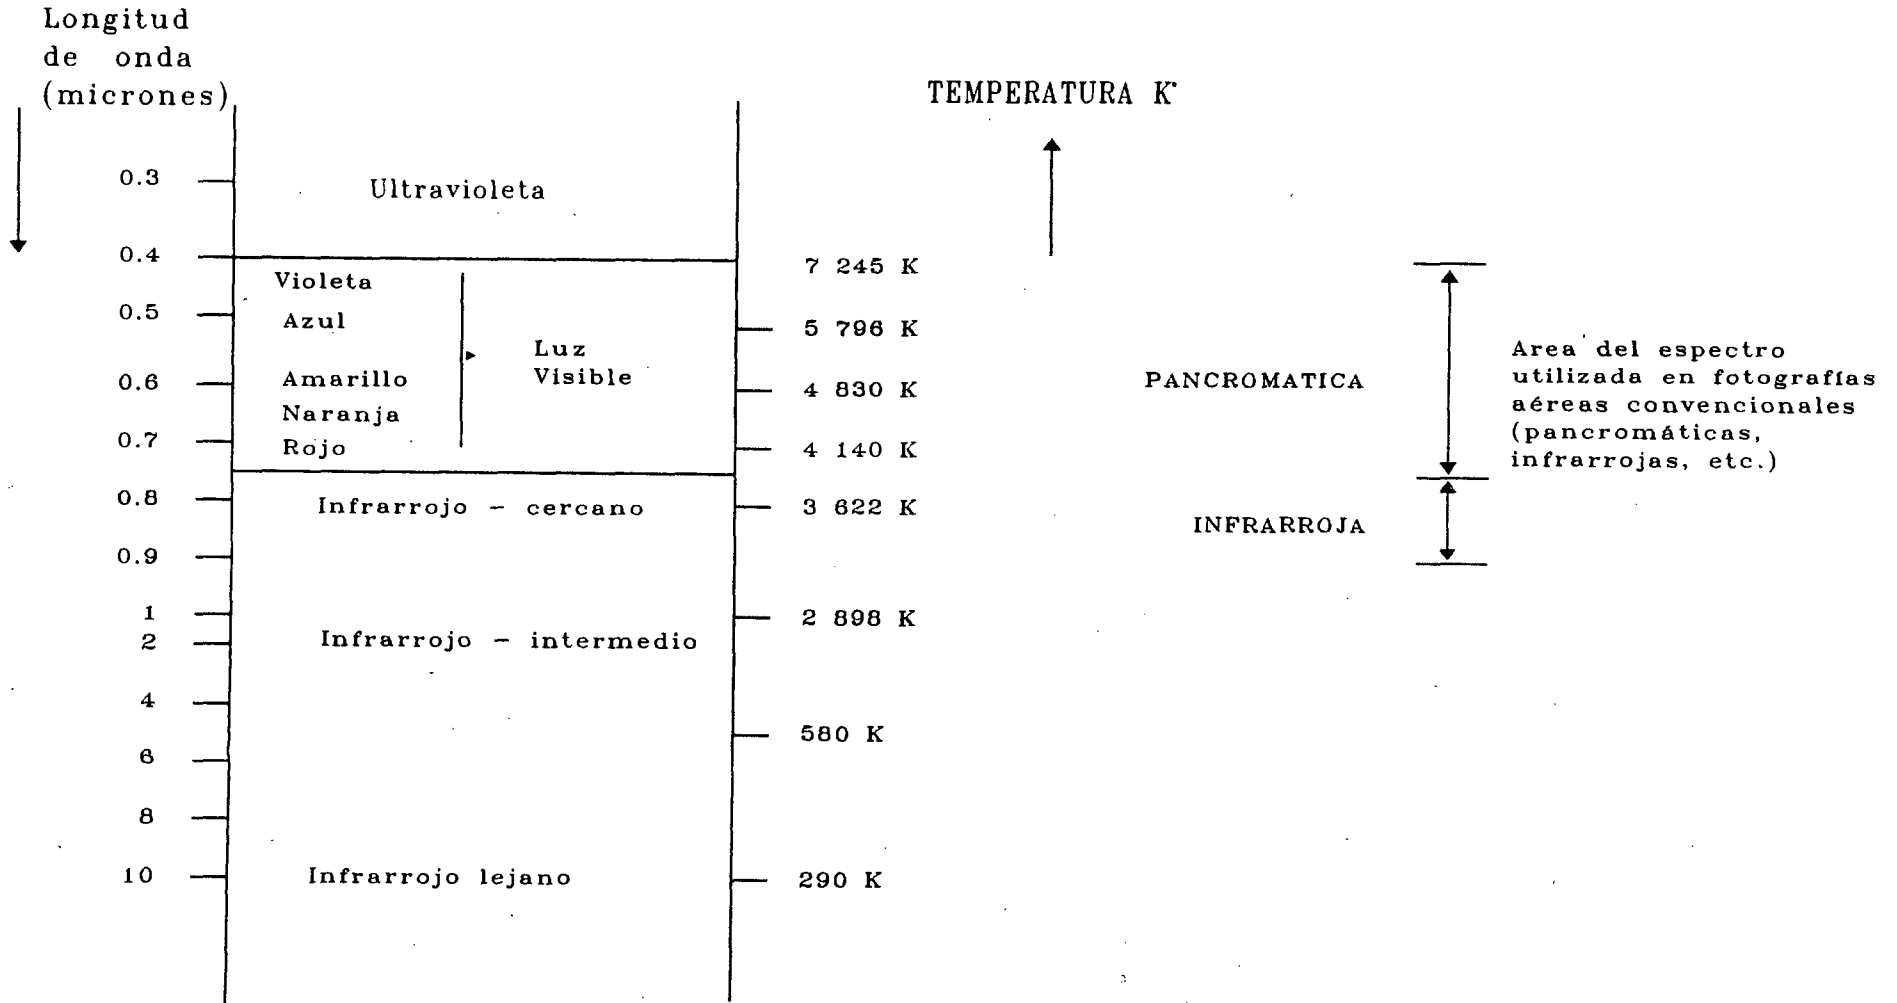 Longitud
de onda
(micrones)
TEMPERATURA K°
0.3
Ultravioleta
0.4
7 245 K
Violeta
0.5
Azul
5 796 K
Luz
Visible
0.6
Amarillo
4 830 K
Naranja
0.7
Rojo
4 140 K
PANCROMATICA
Area del espectro
utilizada en fotografías
aéreas convencionales
(pancromáticas,
infrarrojas, etc.)
0.8
Infrarrojo - cercano
3 622 K
INFRARROJA
0.9
1
2 898 K
2
Infrarrojo - intermedio
4
580 K
6
8
10
Infrarrojo lejano
290 K